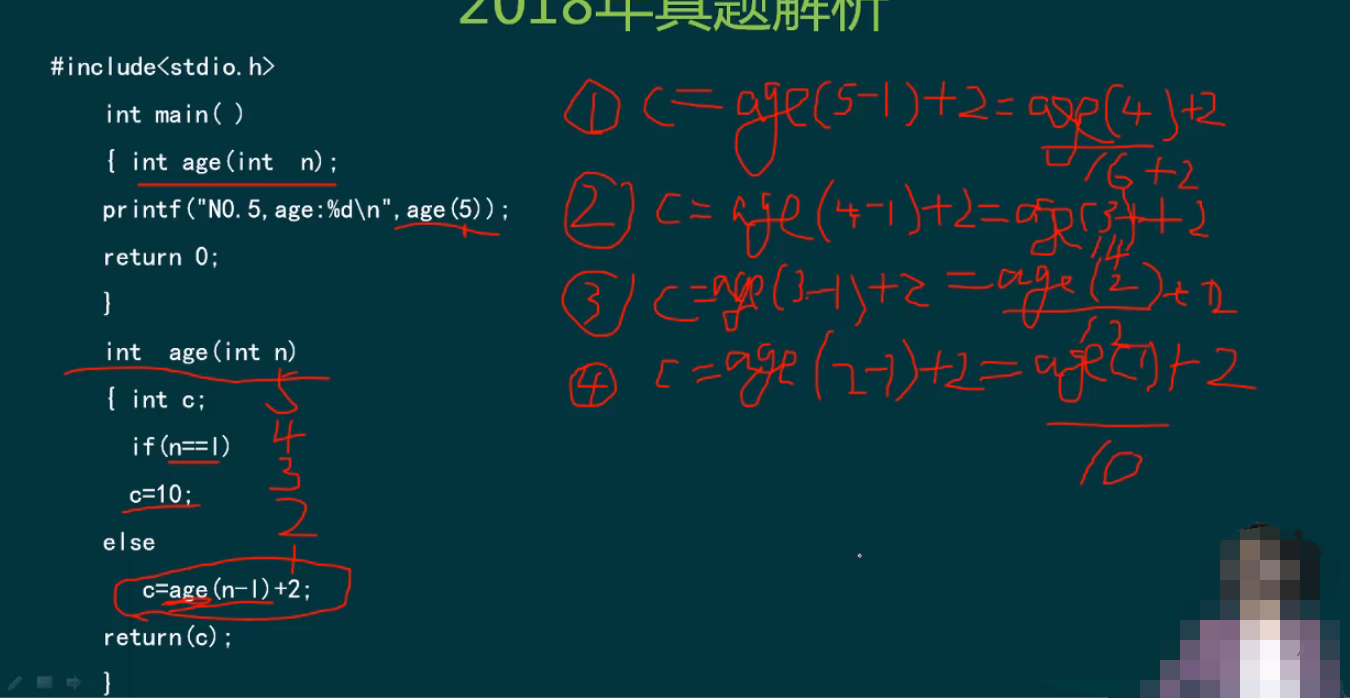 2018年真题解析
#include<stdio.h>
int main( )
{ int age(int n);
printf("NO.5,age:%d\n",age(5));
return 0;
}
int age(int n)
{ int c;
if(n==1)
c=10;
else
c=age(n-1)+2;
return(c);
}
5
4
3
2
1
① c=age(5-1)+2=age(4)+2
16+2
② c=age(4-1)+2=age(3)+2
14
③ c=age(3-1)+2=age(2)+2
12
④ c=age(2-1)+2=age(1)+2
10